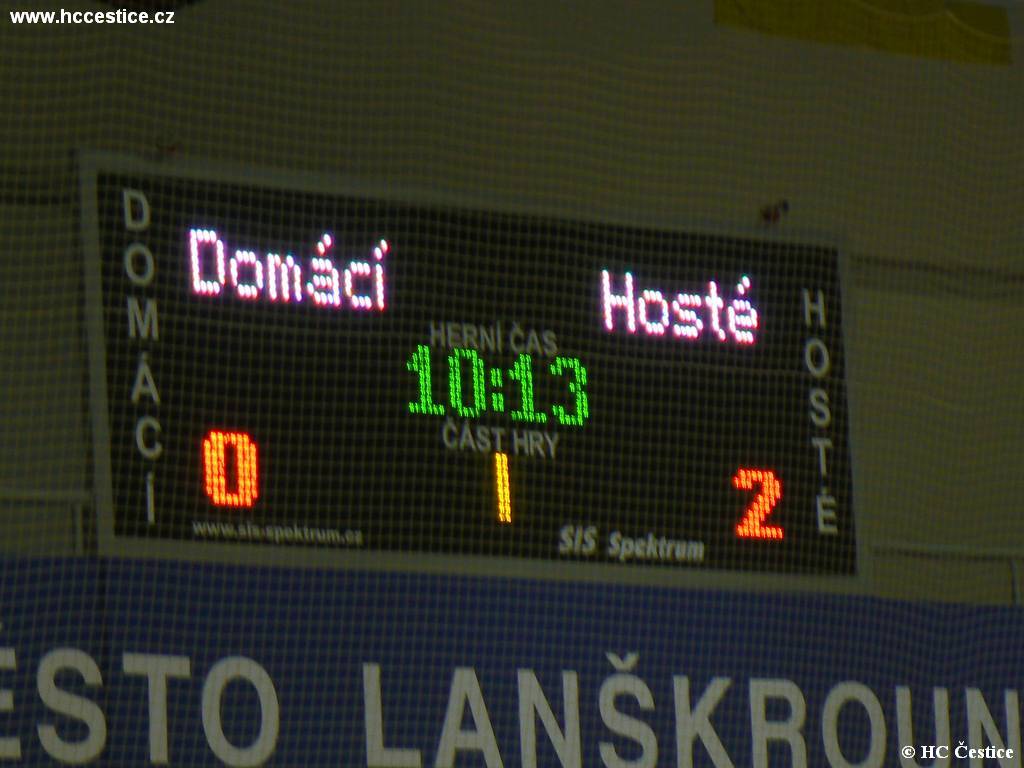 www.hccestice.cz
DOMÁCÍ
Domácí
Hosté
HOSTÉ
HERNÍ ČAS
10:13
ČÁST HRY
0
1
2
www.sis-spektrum.cz
SIS Spektrum
ĚSTO LANŠKROUN
© HC Čestice